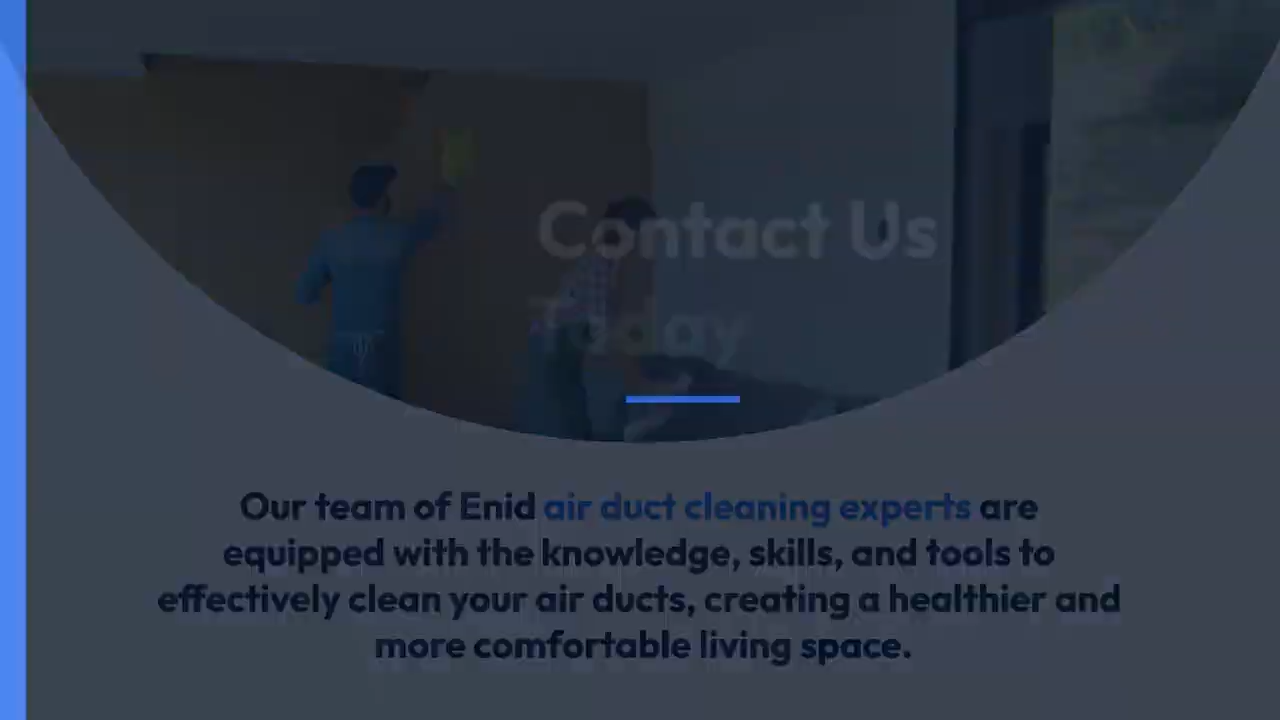 Contact Us
Today
Our team of Enid air duct cleaning experts are
equipped with the knowledge, skills, and tools to
effectively clean your air ducts, creating a healthier and
more comfortable living space.